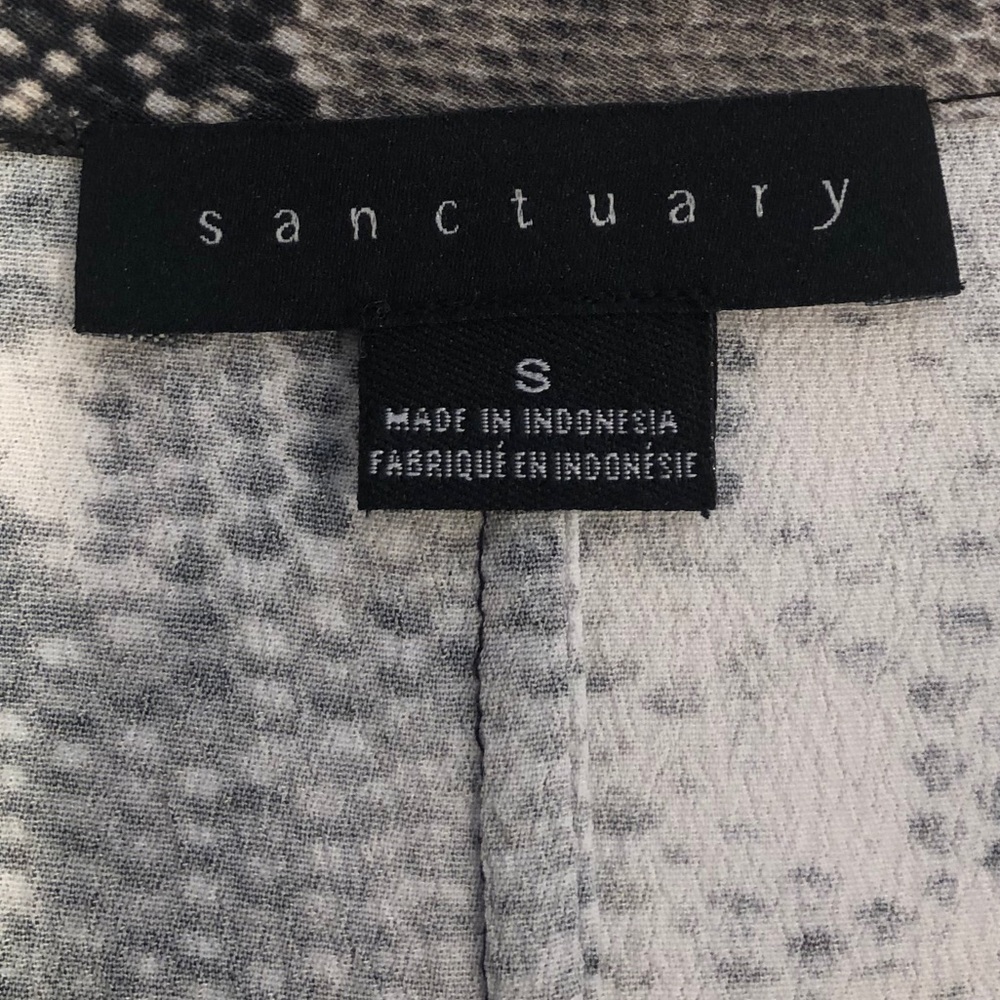 sanctuary
S
MADE IN INDONESIA
FABRIQUÉ EN INDONÉSIE